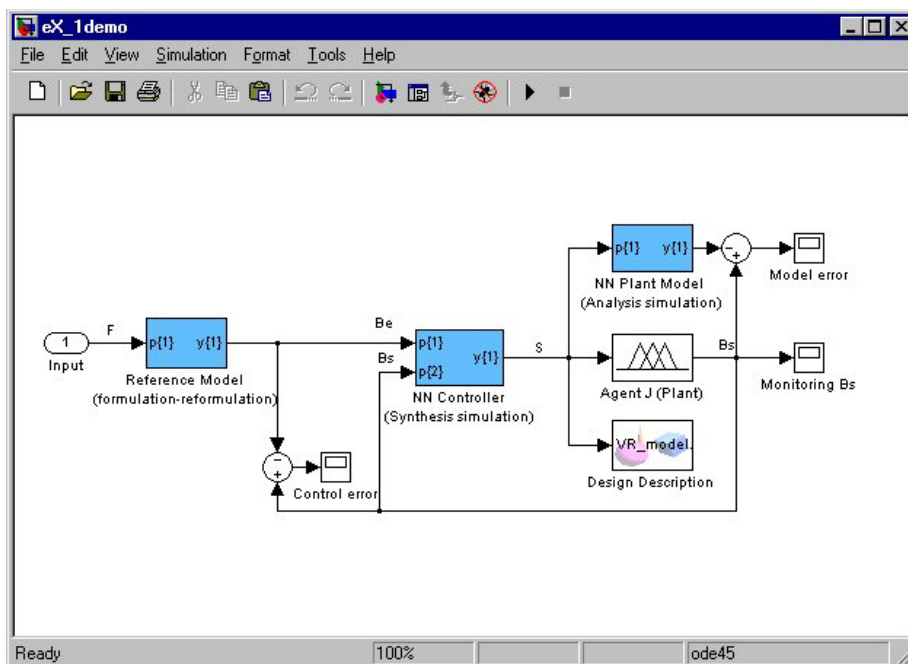 eX_1demo
File Edit View Simulation Format Tools Help
p{1} y{1}
NN Plant Model
(Analysis simulation)
-
+
Model error
1
Input
F
p{1} y{1}
Reference Model
(formulation-reformulation)
Be
Bs
p{1}
p{2}
y{1}
NN Controller
(Synthesis simulation)
S
Agent J (Plant)
Bs
Monitoring Bs
VR_model.
Design Description
-
+
Control error
Ready 100% ode45